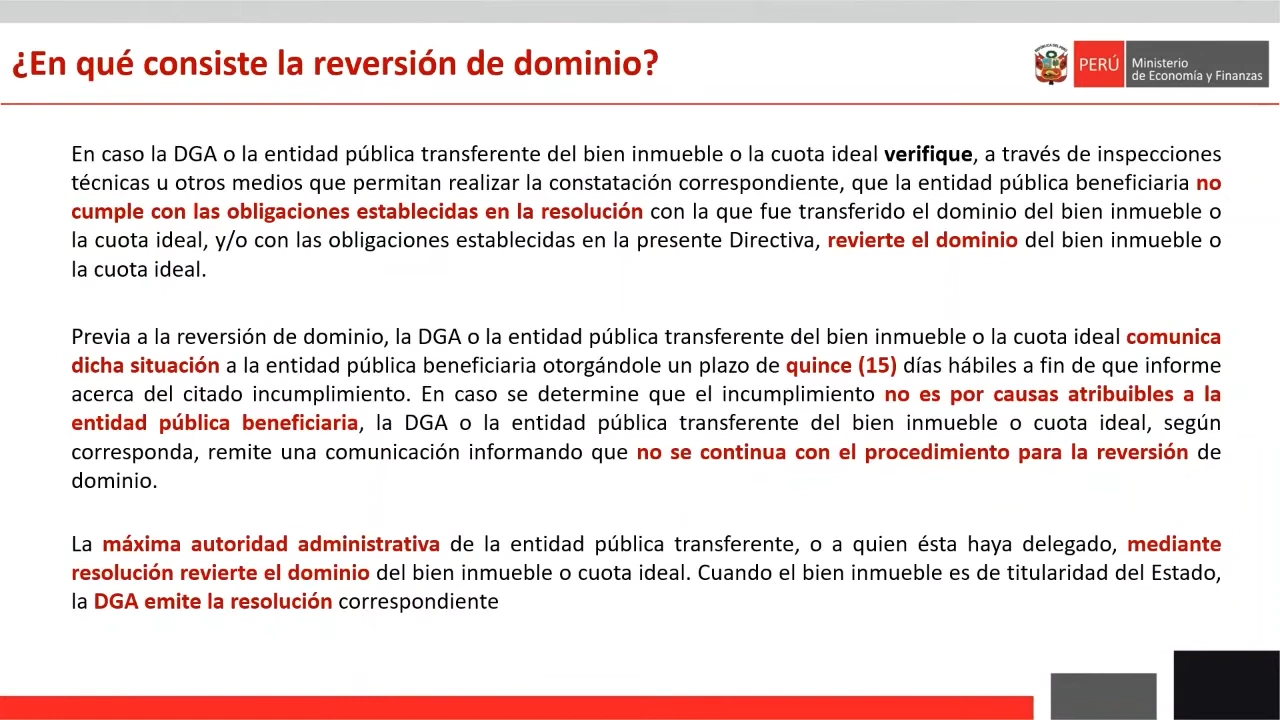 ¿En qué consiste la reversión de dominio?
PERÚ
Ministerio
de Economía y Finanzas
En caso la DGA o la entidad pública transferente del bien inmueble o la cuota ideal verifique, a través de inspecciones
técnicas u otros medios que permitan realizar la constatación correspondiente, que la entidad pública beneficiaria no
cumple con las obligaciones establecidas en la resolución con la que fue transferido el dominio del bien inmueble o
la cuota ideal, y/o con las obligaciones establecidas en la presente Directiva, revierte el dominio del bien inmueble o
la cuota ideal.
Previa a la reversión de dominio, la DGA o la entidad pública transferente del bien inmueble o la cuota ideal comunica
dicha situación a la entidad pública beneficiaria otorgándole un plazo de quince (15) días hábiles a fin de que informe
acerca del citado incumplimiento. En caso se determine que el incumplimiento no es por causas atribuibles a la
entidad pública beneficiaria, la DGA o la entidad pública transferente del bien inmueble o cuota ideal, según
corresponda, remite una comunicación informando que no se continua con el procedimiento para la reversión de
dominio.
La máxima autoridad administrativa de la entidad pública transferente, o a quien ésta haya delegado, mediante
resolución revierte el dominio del bien inmueble o cuota ideal. Cuando el bien inmueble es de titularidad del Estado,
la DGA emite la resolución correspondiente